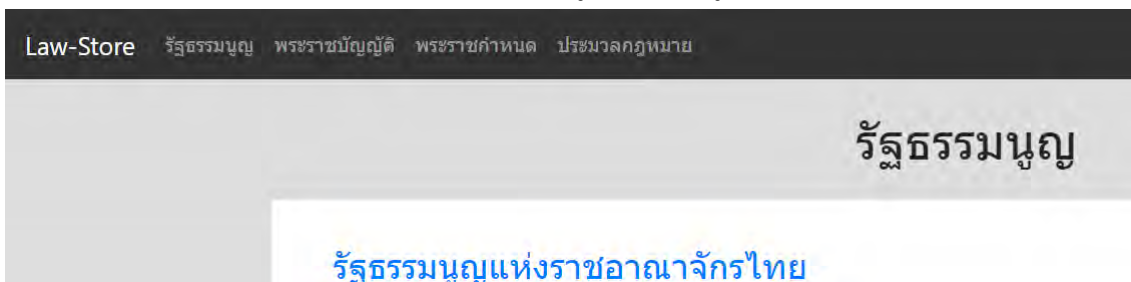 Law-Store รัฐธรรมนูญ พระราชบัญญัติ พระราชกำหนด ประมวลกฎหมาย
รัฐธรรมนูญ
รัฐธรรมนูญแห่งราชอาณาจักรไทย